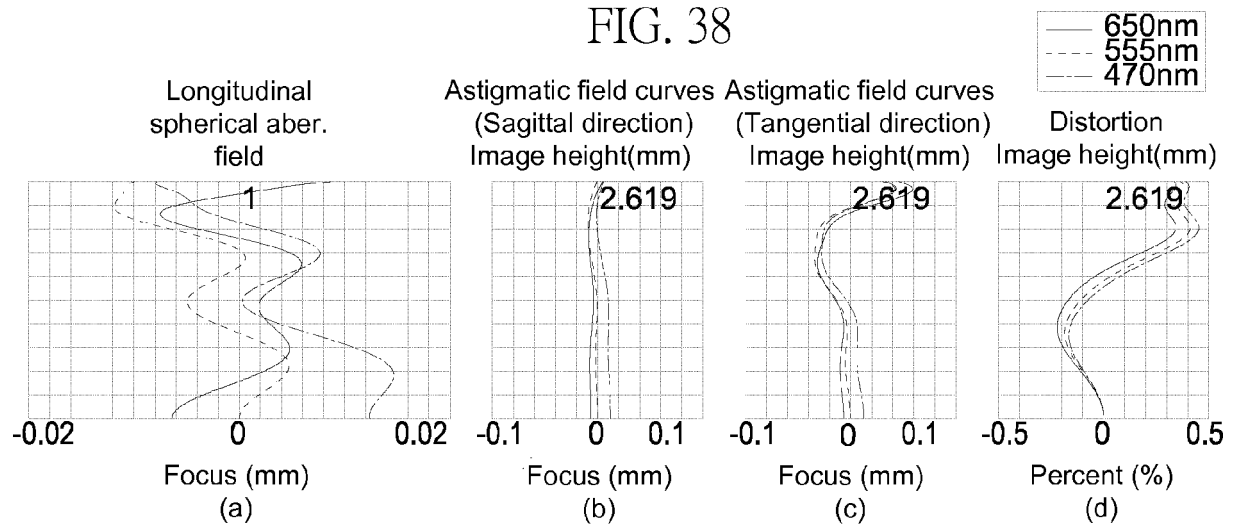 FIG. 38
650nm
555nm
470nm
Longitudinal
spherical aber.
field
1
-0.02 0 0.02
Focus (mm)
(a)
Astigmatic field curves
(Sagittal direction)
Image height(mm)
2.619
-0.1 0 0.1
Focus (mm)
(b)
Astigmatic field curves
(Tangential direction)
Image height(mm)
2.619
-0.1 0 0.1
Focus (mm)
(c)
Distortion
Image height(mm)
2.619
-0.5 0 0.5
Percent (%)
(d)